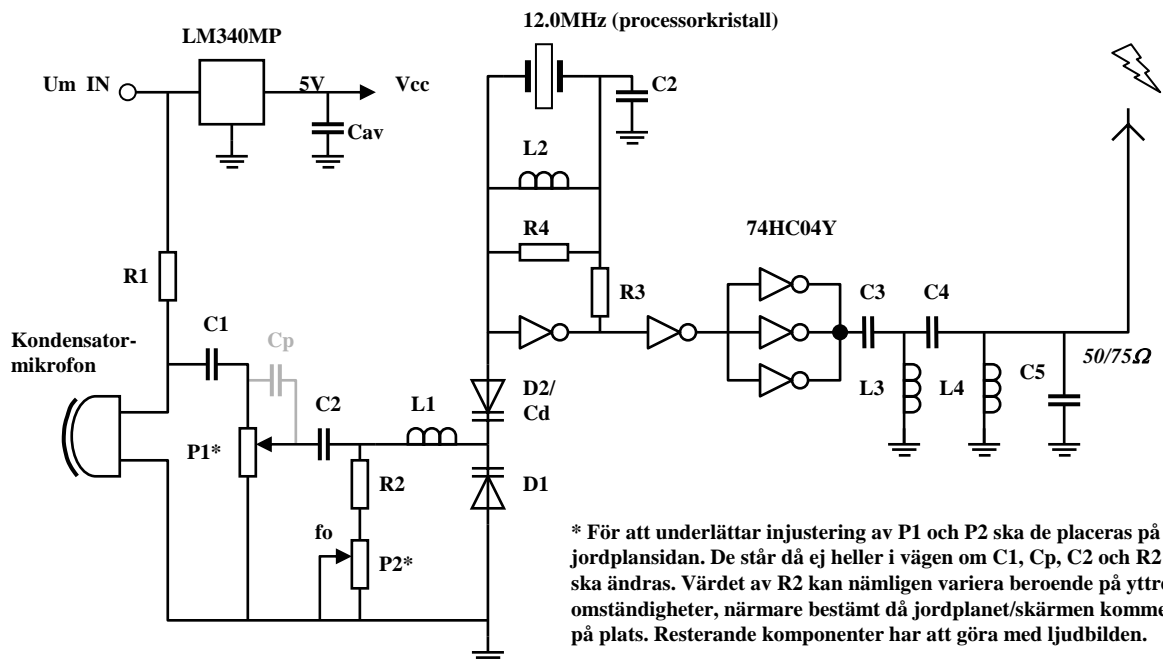 12.0MHz (processorkristall)
LM340MP
Um IN
5V
Vcc
C2
Cav
L2
R4
74HC04Y
R1
R3
C3
C4
C1
Kondensator-
mikrofon
Cp
50/75Ω
D2/
Cd
L3
L4
C5
C2
L1
P1*
R2
D1
fo
P2*
* För att underlättar injustering av P1 och P2 ska de placeras på
jordplansidan. De står då ej heller i vägen om C1, Cp, C2 och R2
ska ändras. Värdet av R2 kan nämligen variera beroende på yttre
omständigheter, närmare bestämt då jordplanet/skärmen komme
på plats. Resterande komponenter har att göra med ljudbilden.